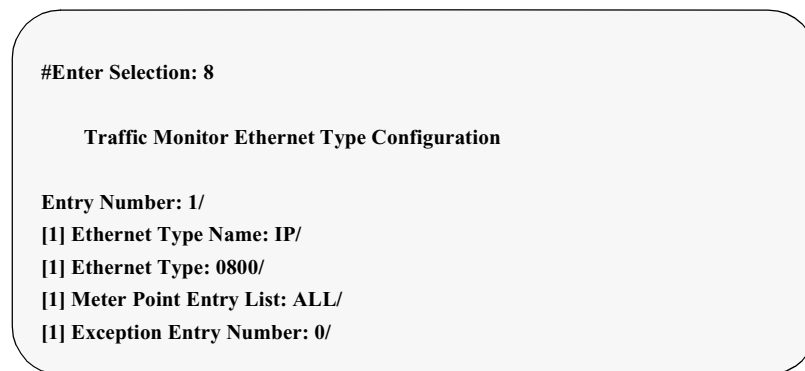 #Enter Selection: 8
Traffic Monitor Ethernet Type Configuration
Entry Number: 1/
[1] Ethernet Type Name: IP/
[1] Ethernet Type: 0800/
[1] Meter Point Entry List: ALL/
[1] Exception Entry Number: 0/